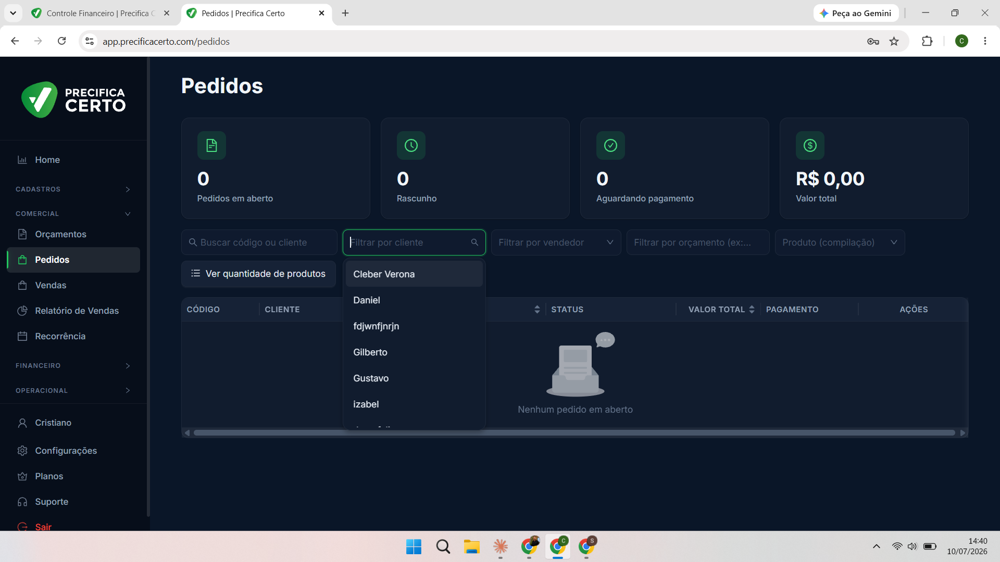 Controle Financeiro | Precifica C
Pedidos | Precifica Certo
Peça ao Gemini
app.precificacerto.com/pedidos
C
PRECIFICA
CERTO
Home
CADASTROS
COMERCIAL
Orçamentos
Pedidos
Vendas
Relatório de Vendas
Recorrência
FINANCEIRO
OPERACIONAL
Cristiano
Configurações
Planos
Suporte
Sair
Pedidos
0
Pedidos em aberto
0
Rascunho
0
Aguardando pagamento
R$ 0,00
Valor total
Buscar código ou cliente
Filtrar por cliente
Filtrar por vendedor
Filtrar por orçamento (ex:...
Produto (compilação)
Ver quantidade de produtos
Cleber Verona
Daniel
fdjwnfjnrjn
Gilberto
Gustavo
izabel
CÓDIGO
CLIENTE
STATUS
VALOR TOTAL
PAGAMENTO
AÇÕES
Nenhum pedido em aberto
C
S
14:40
10/07/2026